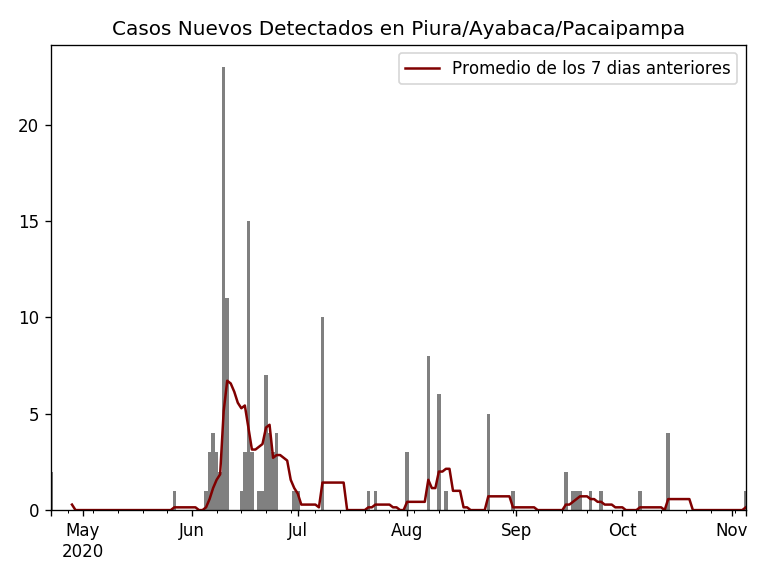 Casos Nuevos Detectados en Piura/Ayabaca/Pacaipampa
Promedio de los 7 dias anteriores
20
15
10
5
0
May Jun Jul Aug Sep Oct Nov
2020